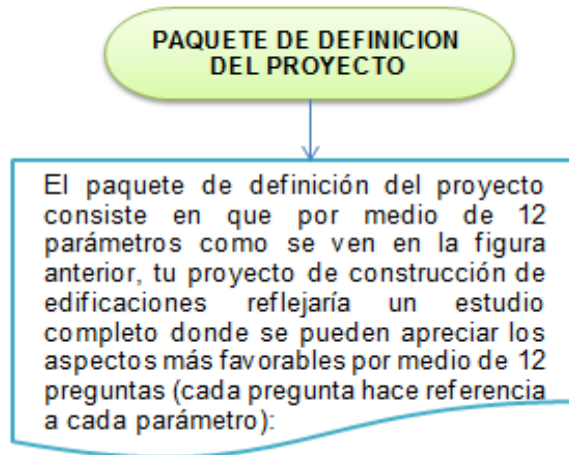 PAQUETE DE DEFINICION
DEL PROYECTO
El paquete de definición del proyecto
consiste en que por medio de 12
parámetros como se ven en la figura
anterior, tu proyecto de construcción de
edificaciones reflejaría un estudio
completo donde se pueden apreciar los
aspectos más favorables por medio de 12
preguntas (cada pregunta hace referencia
a cada parámetro):